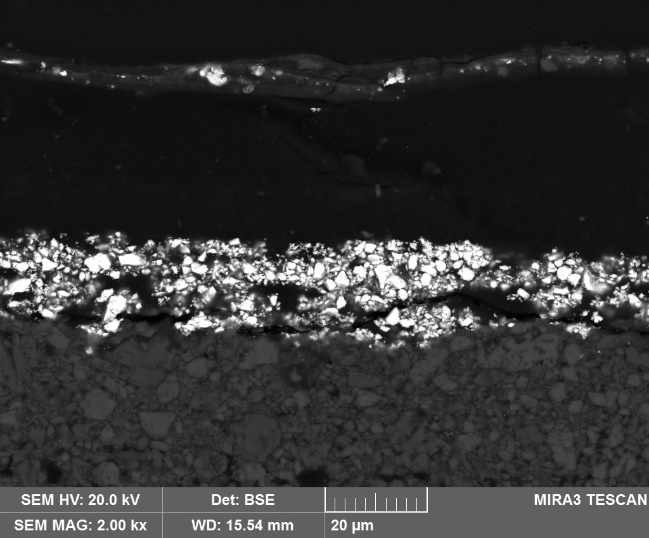 SEM HV: 20.0 kV Det: BSE MIRA3 TESCAN
SEM MAG: 2.00 kx WD: 15.54 mm 20 µm